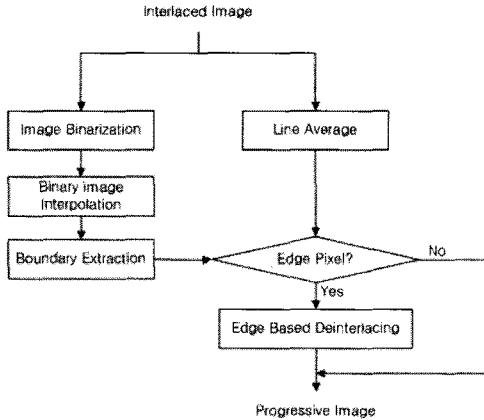 Interlaced Image
Image Binarization
Line Average
Binary image
Interpolation
Boundary Extraction
Edge Pixel?
No
Yes
Edge Based Deinterlacing
Progressive Image